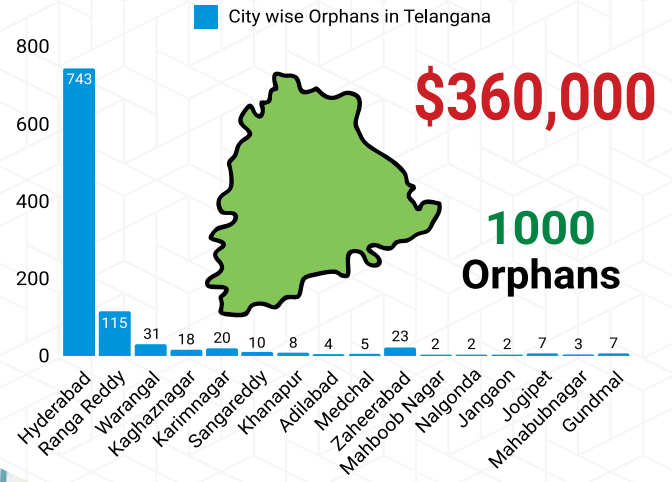 City wise Orphans in Telangana
$360,000
1000
Orphans
800
600
400
200
0
743
115
31
18
20
10
8
4
5
23
2
2
2
7
3
7
Hyderabad
Ranga Reddy
Warangal
Kaghaznagar
Karimnagar
Sangareddy
Khanapur
Adilabad
Medchal
Zaheerabad
Mahboob Nagar
Nalgonda
Jangaon
Jogipet
Mahabubnagar
Gundmal